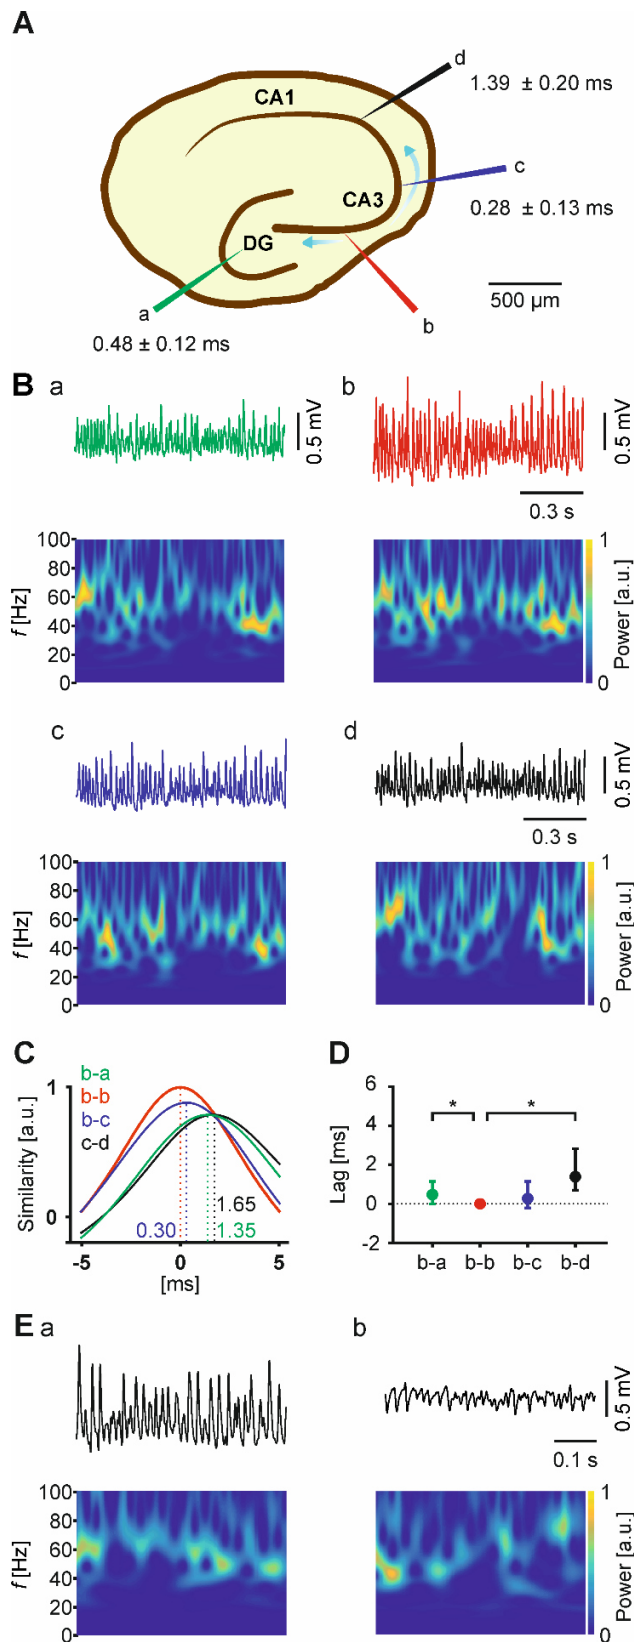 A
d
1.39 ± 0.20 ms
CA1
c
CA3
0.28 ± 0.13 ms
DG
a
b
500 µm
0.48 ± 0.12 ms
B a b
0.5 mV
0.5 mV
0.3 s
100
80
60
40
20
0
f [Hz]
1
0
Power [a.u.]
c d
0.5 mV
0.3 s
100
80
60
40
20
0
f [Hz]
1
0
Power [a.u.]
C
b-a
b-b
b-c
c-d
1
0
Similarity [a.u.]
1.65
0.30 1.35
-5 0 5
[ms]
D
6
4
2
0
-2
Lag [ms]
* *
b-a b-b b-c b-d
E a b
0.5 mV
0.1 s
100
80
60
40
20
0
f [Hz]
1
0
Power [a.u.]